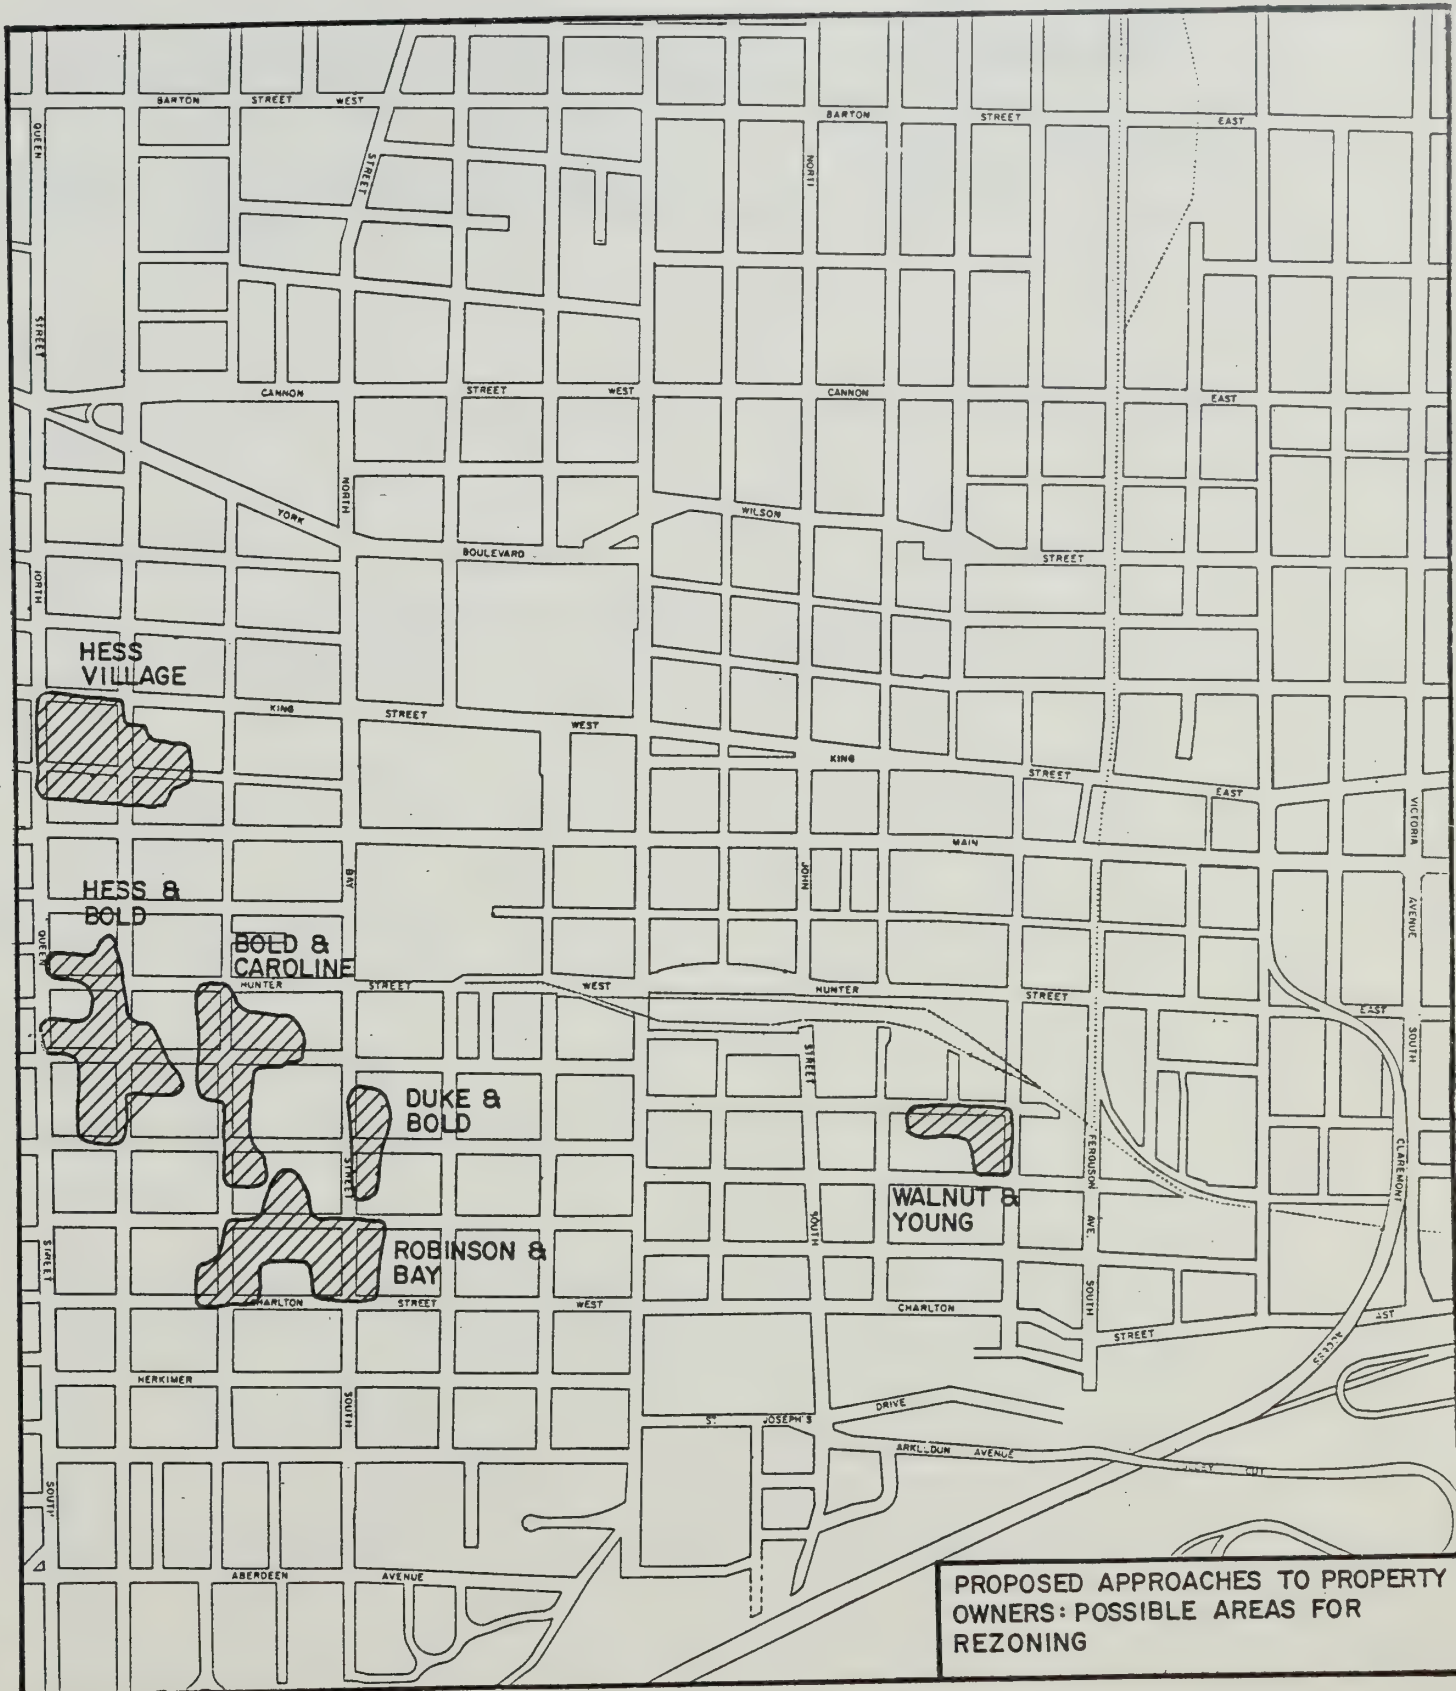 BARTON STREET WEST
BARTON STREET EAST
QUEEN
STREET
STREET
NORTH
CANNON STREET WEST
CANNON EAST
NORTH
YORK
BOULEVARD
WILSON
STREET
HESS
VILLAGE
KING STREET WEST
KING STREET EAST
MAIN
VICTORIA
JOHN
BAY
AVENUE
HESS &
BOLD
QUEEN
BOLD &
CAROLINE
HUNTER STREET WEST
HUNTER STREET EAST
SOUTH
STREET
DUKE &
BOLD
STREET
FERGUSON
CLAREMONT
WALNUT &
YOUNG
SOUTH
AVE.
STREET
ROBINSON &
BAY
SOUTH
HARLTON STREET WEST
CHARLTON
STREET
AST
ACCESS
HERKIMER
SOUTH
DRIVE
ST. JOSEPH'S
AVENUE
CUT
SOUTH
ABERDEEN AVENUE
PROPOSED APPROACHES TO PROPERTY
OWNERS: POSSIBLE AREAS FOR
REZONING